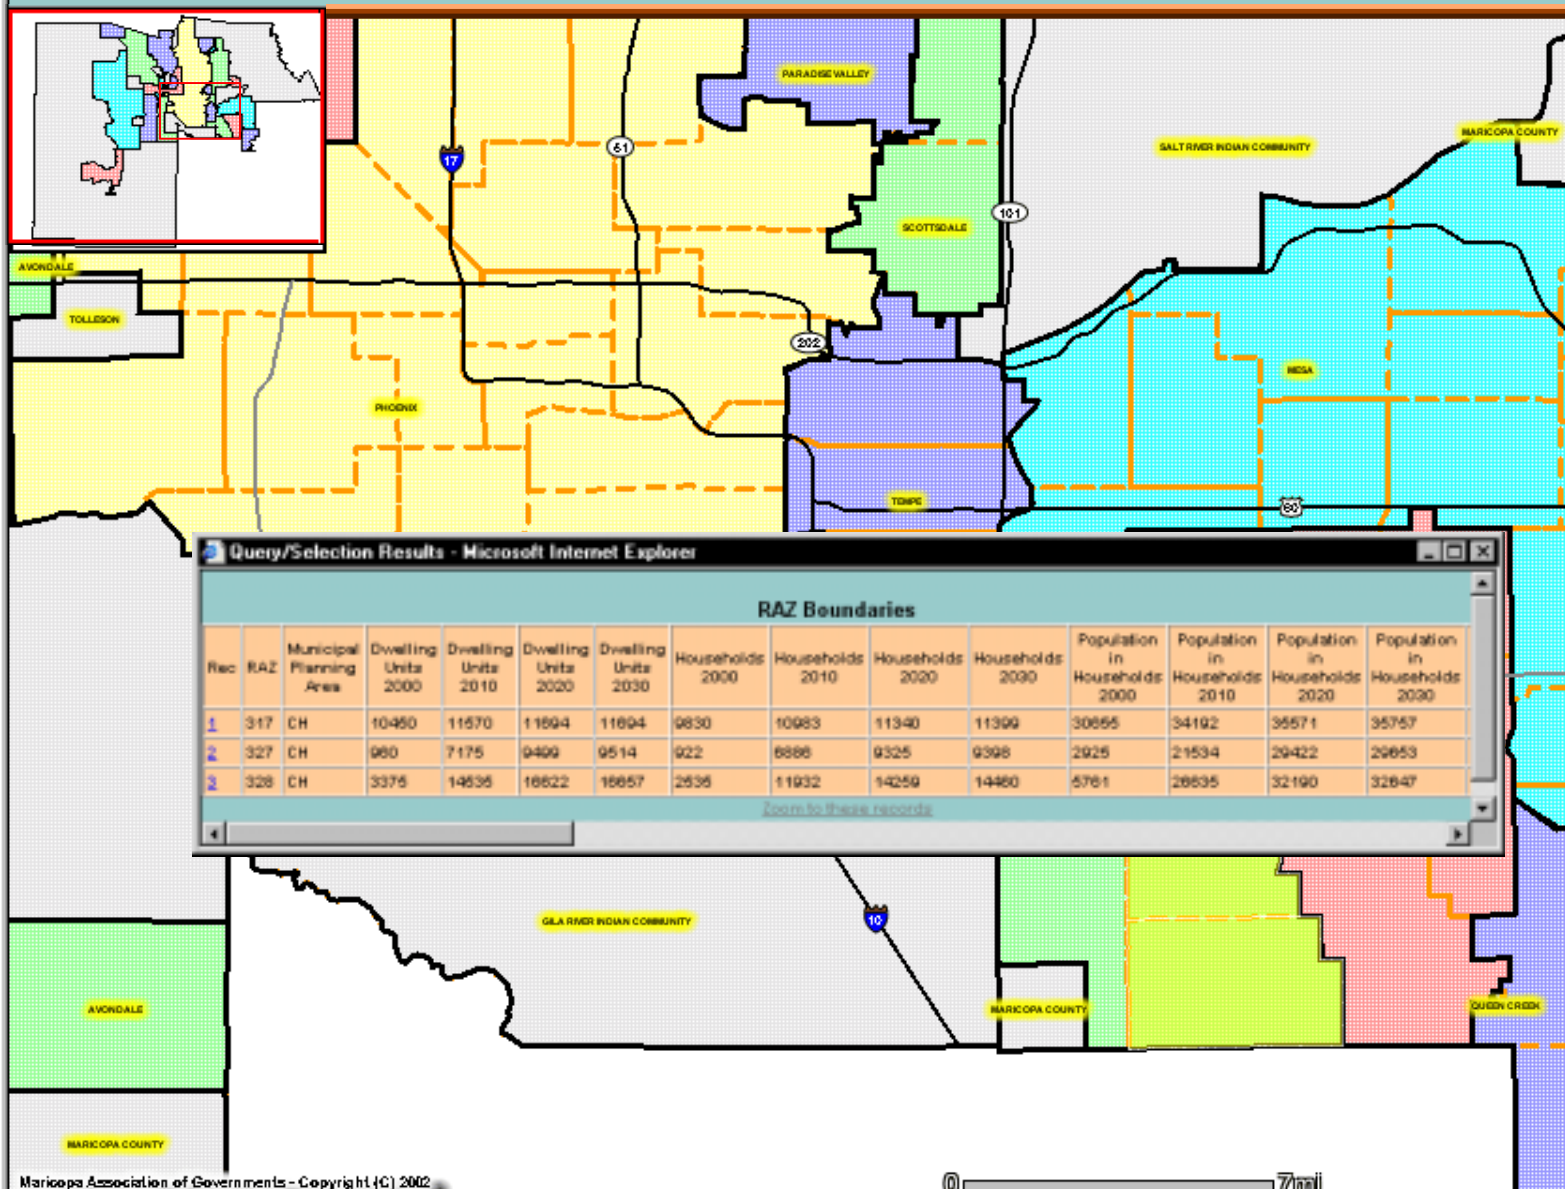 PARADISE VALLEY
MARICOPA COUNTY
SALT RIVER INDIAN COMMUNITY
17
51
101
SCOTTSDALE
AVONDALE
TOLLESON
202
MESA
PHOENIX
TEMPE
60
Query/Selection Results - Microsoft Internet Explorer
RAZ Boundaries
Rec RAZ Municipal Planning Area Dwelling Units 2000 Dwelling Units 2010 Dwelling Units 2020 Dwelling Units 2030 Households 2000 Households 2010 Households 2020 Households 2030 Population in Households 2000 Population in Households 2010 Population in Households 2020 Population in Households 2030
1 317 CH 10450 11570 11694 11694 9830 10983 11340 11399 30655 34192 35571 35757
2 327 CH 960 7175 9499 9514 922 6886 9325 9398 2925 21534 29422 29653
3 328 CH 3375 14535 16622 16657 2535 11932 14259 14460 5761 26635 32190 32647
Zoom to these records
GILA RIVER INDIAN COMMUNITY
10
AVONDALE
MARICOPA COUNTY
QUEEN CREEK
MARICOPA COUNTY
Maricopa Association of Governments - Copyright (C) 2002
0 7mi